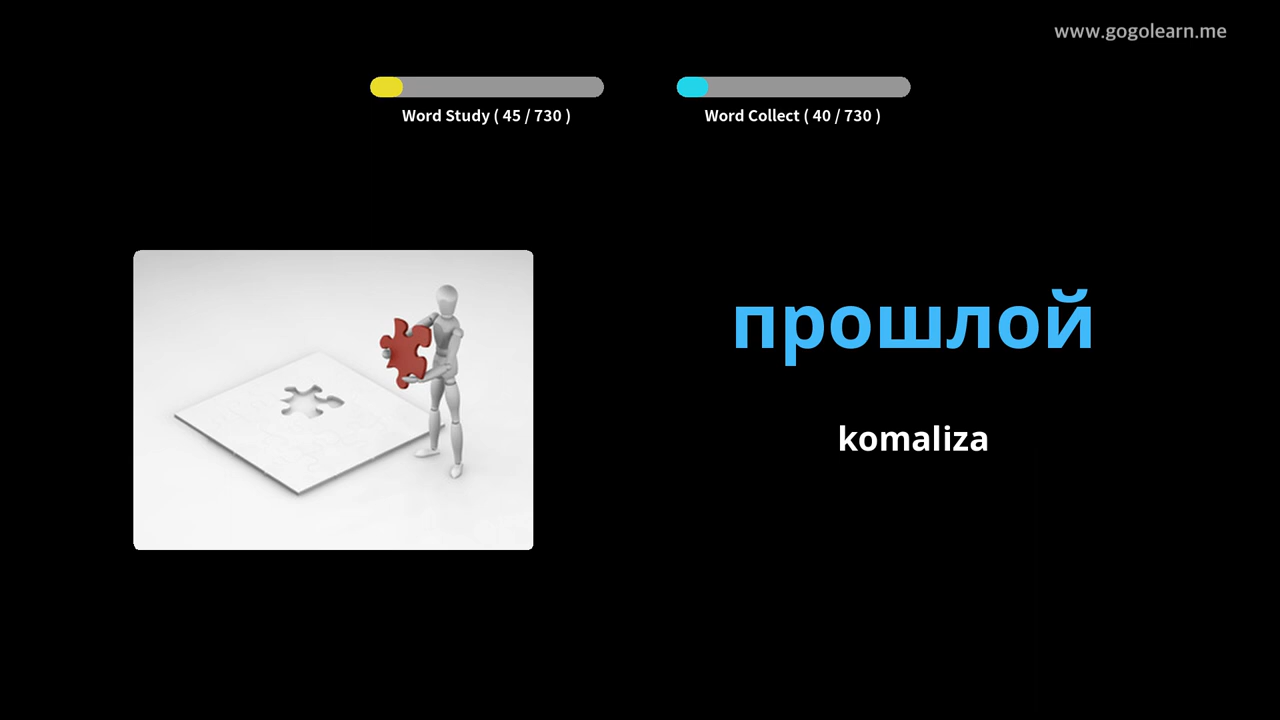 www.gogolearn.me
Word Study ( 45 / 730 )
Word Collect ( 40 / 730 )
прошлой
komaliza